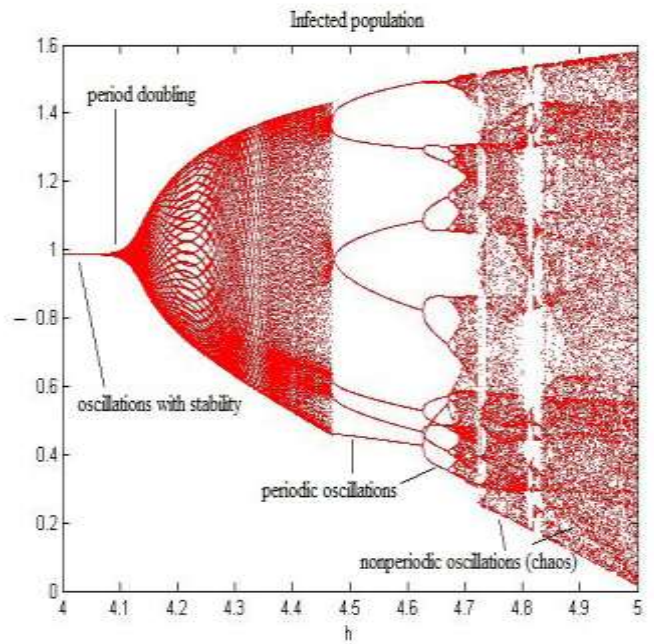 Infected population
1.6
period doubling
1.4
1.2
1
I
0.8
oscillations with stability
0.6
0.4
periodic oscillations
0.2
nonperiodic oscillations (chaos)
0
4 4.1 4.2 4.3 4.4 4.5 4.6 4.7 4.8 4.9 5
h